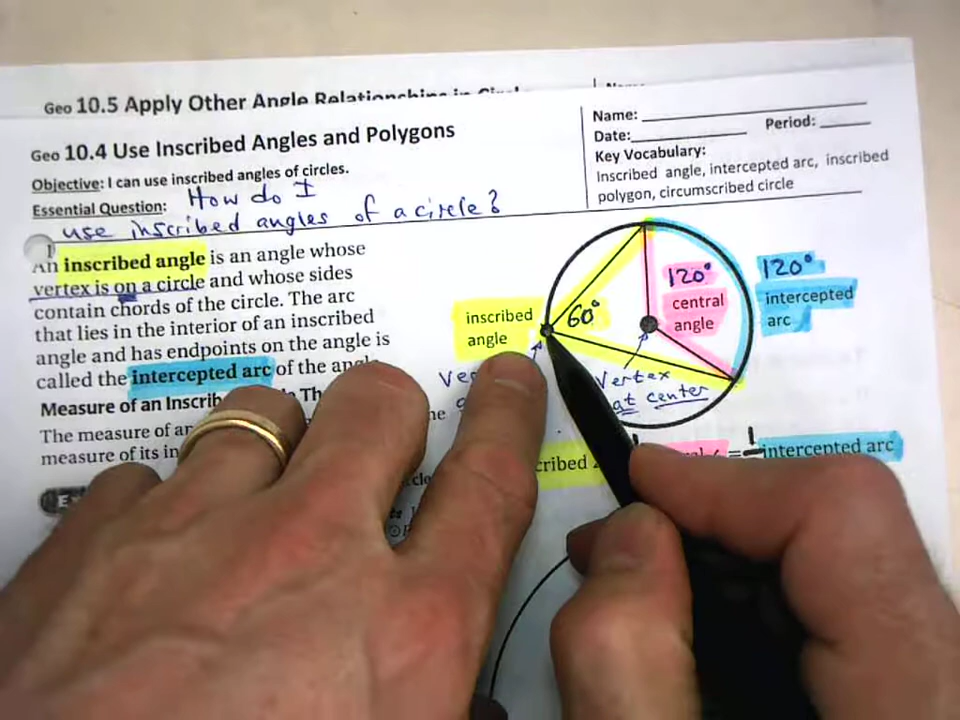 Geo 10.5 Apply Other Angle Relationships in
Geo 10.4 Use Inscribed Angles and Polygons
Objective: I can use inscribed angles of circles.
Essential Question: How do I
use inscribed angles of a circle?
Name:
Date: Period:
Key Vocabulary:
Inscribed angle, intercepted arc, inscribed
polygon, circumscribed circle
An inscribed angle is an angle whose
vertex is on a circle and whose sides
contain chords of the circle. The arc
that lies in the interior of an inscribed
angle and has endpoints on the angle is
called the intercepted arc of the angle.
Measure of an
The measure of
measure of its in
inscribed
angle
60°
120°
central
angle
120°
intercepted
arc
Vertex
at center
= 1 intercepted arc